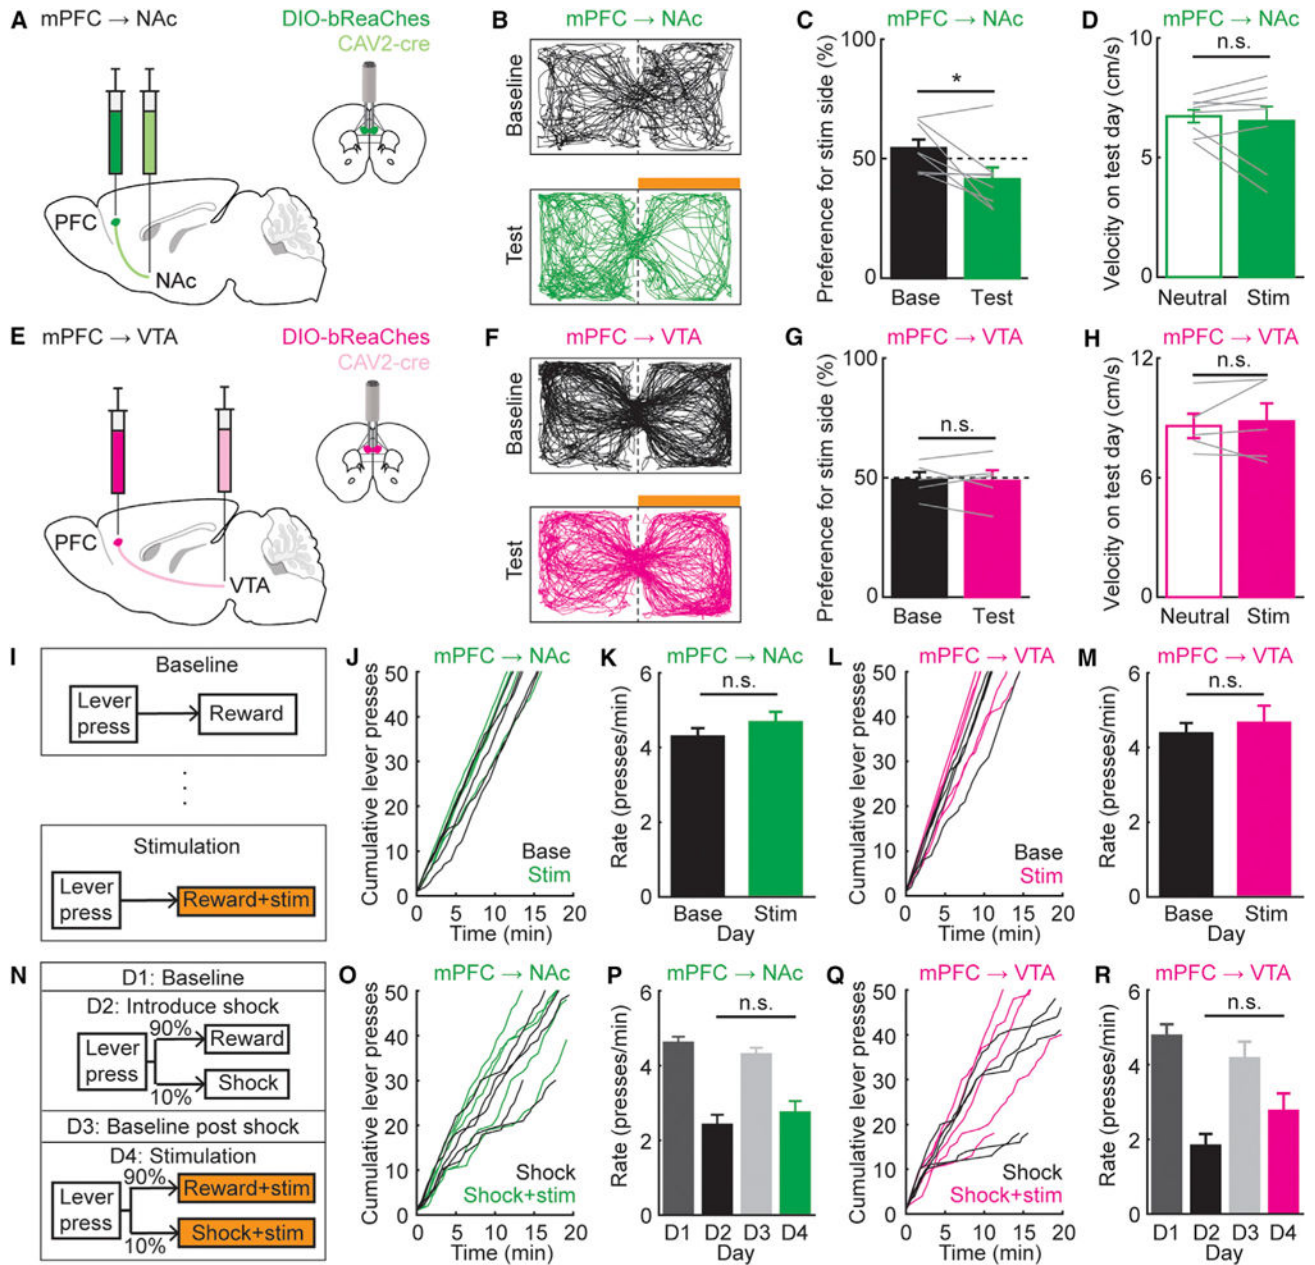 A mPFC → NAc
DIO-bReaChes
CAV2-cre
PFC
NAc
B mPFC → NAc
Baseline
Test
C mPFC → NAc
Preference for stim side (%)
100
50
0
*
Base Test
D mPFC → NAc
Velocity on test day (cm/s)
10
5
0
n.s.
Neutral Stim
E mPFC → VTA
DIO-bReaChes
CAV2-cre
PFC
VTA
F mPFC → VTA
Baseline
Test
G mPFC → VTA
Preference for stim side (%)
100
50
0
n.s.
Base Test
H mPFC → VTA
Velocity on test day (cm/s)
12
6
0
n.s.
Neutral Stim
I
Baseline
Lever
press
Reward
Stimulation
Lever
press
Reward+stim
J mPFC → NAc
Cumulative lever presses
50
40
30
20
10
0
Base
Stim
0 5 10 15 20
Time (min)
K mPFC → NAc
Rate (presses/min)
6
4
2
0
n.s.
Base Stim
Day
L mPFC → VTA
Cumulative lever presses
50
40
30
20
10
0
Base
Stim
0 5 10 15 20
Time (min)
M mPFC → VTA
Rate (presses/min)
6
4
2
0
n.s.
Base Stim
Day
N
D1: Baseline
D2: Introduce shock
90%
Lever
press
Reward
Shock
10%
D3: Baseline post shock
D4: Stimulation
90%
Lever
press
Reward+stim
Shock+stim
10%
O mPFC → NAc
Cumulative lever presses
50
40
30
20
10
0
Shock
Shock+stim
0 5 10 15 20
Time (min)
P mPFC → NAc
Rate (presses/min)
6
4
2
0
n.s.
D1 D2 D3 D4
Day
Q mPFC → VTA
Cumulative lever presses
50
40
30
20
10
0
Shock
Shock+stim
0 5 10 15 20
Time (min)
R mPFC → VTA
Rate (presses/min)
6
4
2
0
n.s.
D1 D2 D3 D4
Day